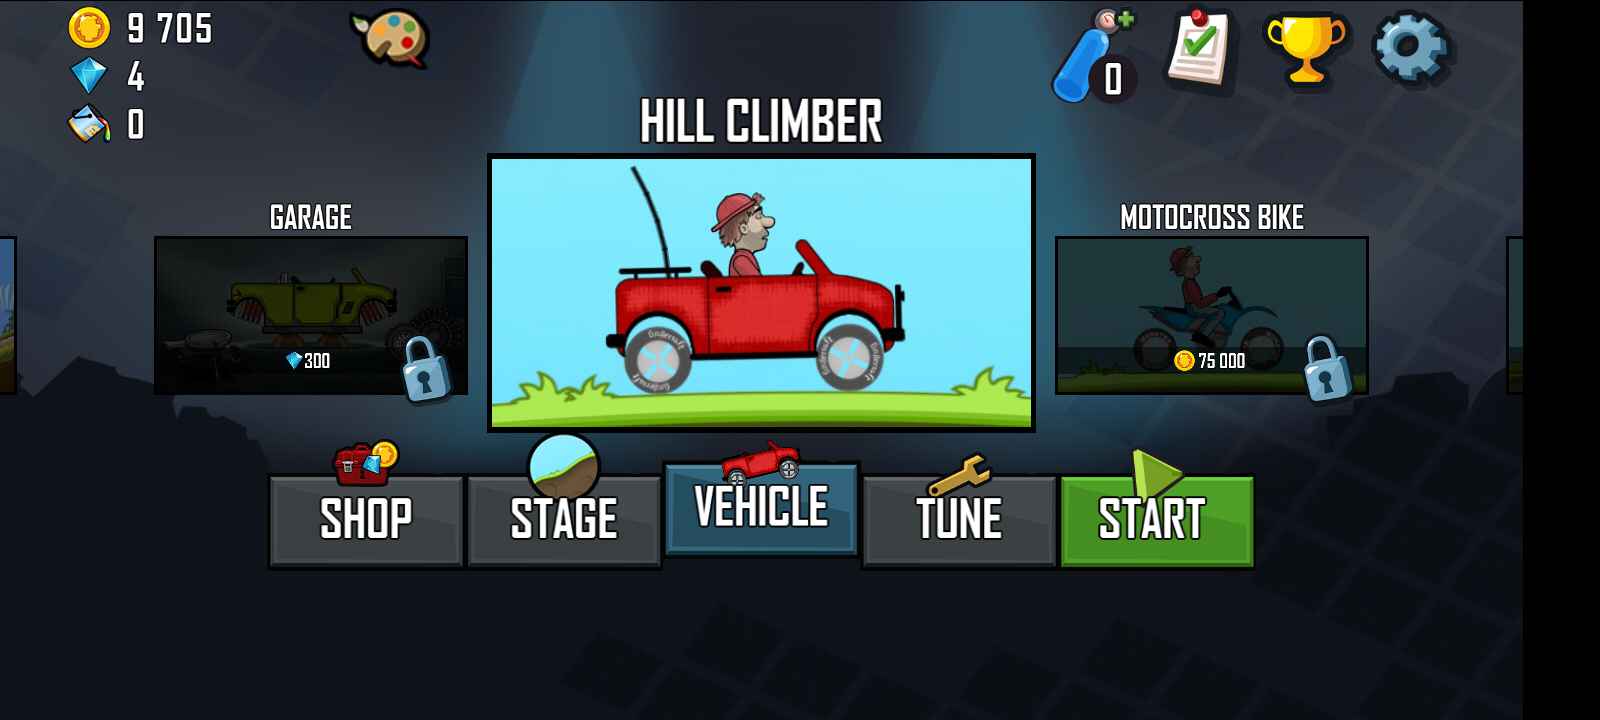 9 705
4
0
0
HILL CLIMBER
GARAGE
MOTOCROSS BIKE
300
75 000
SHOP
STAGE
VEHICLE
TUNE
START